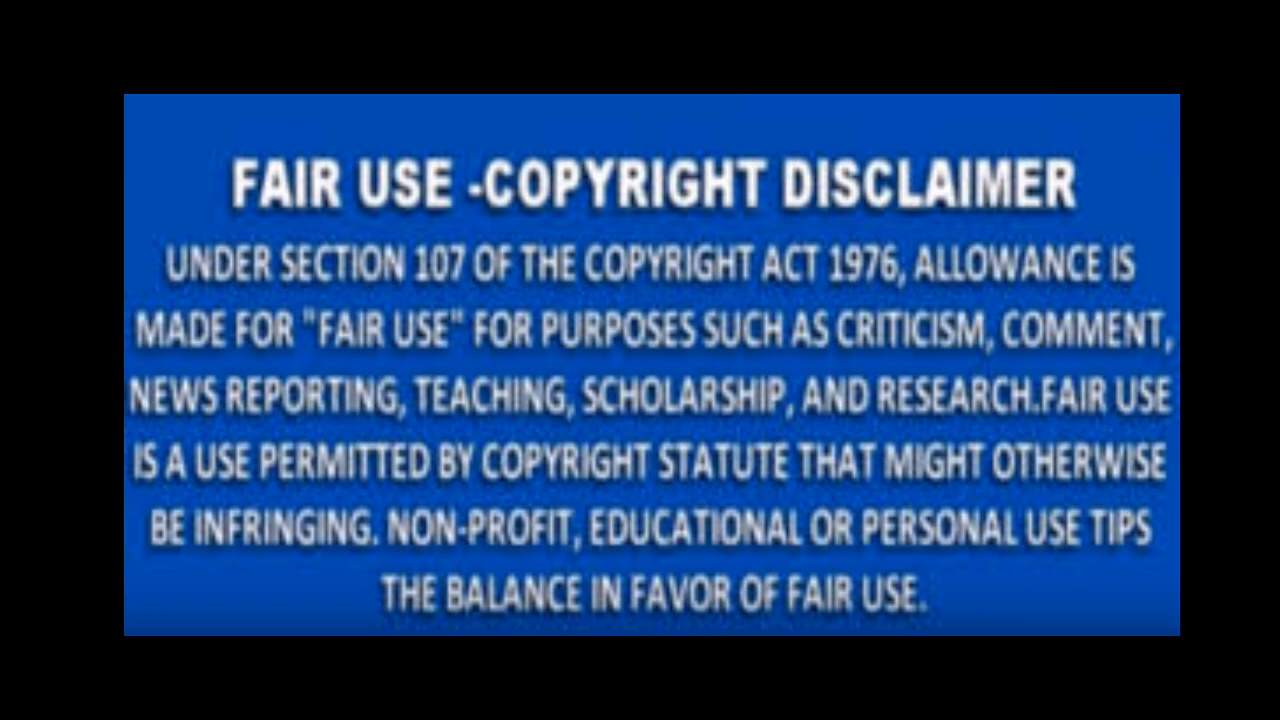 FAIR USE -COPYRIGHT DISCLAIMER
UNDER SECTION 107 OF THE COPYRIGHT ACT 1976, ALLOWANCE IS
MADE FOR "FAIR USE" FOR PURPOSES SUCH AS CRITICISM, COMMENT,
NEWS REPORTING, TEACHING, SCHOLARSHIP, AND RESEARCH.FAIR USE
IS A USE PERMITTED BY COPYRIGHT STATUTE THAT MIGHT OTHERWISE
BE INFRINGING. NON-PROFIT, EDUCATIONAL OR PERSONAL USE TIPS
THE BALANCE IN FAVOR OF FAIR USE.